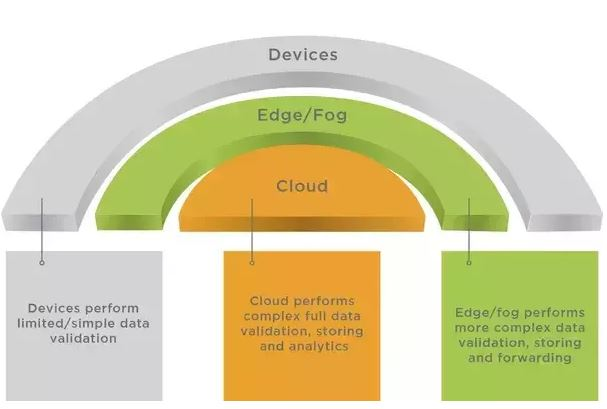 Devices
Edge/Fog
Cloud
Devices perform
limited/simple data
validation
Cloud performs
complex full data
validation, storing
and analytics
Edge/fog performs
more complex data
validation, storing
and forwarding